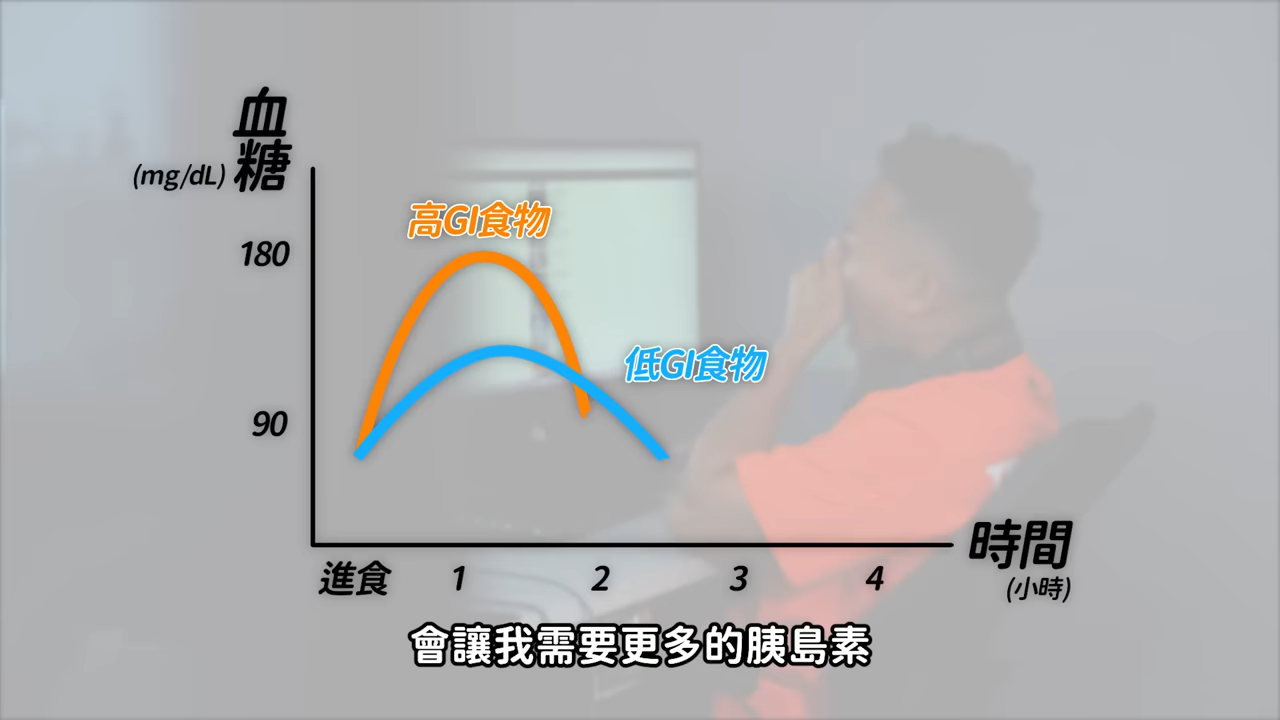 血糖
(mg/dL)
高GI食物
180
低GI食物
90
時間
(小時)
進食 1 2 3 4
會讓我需要更多的胰島素